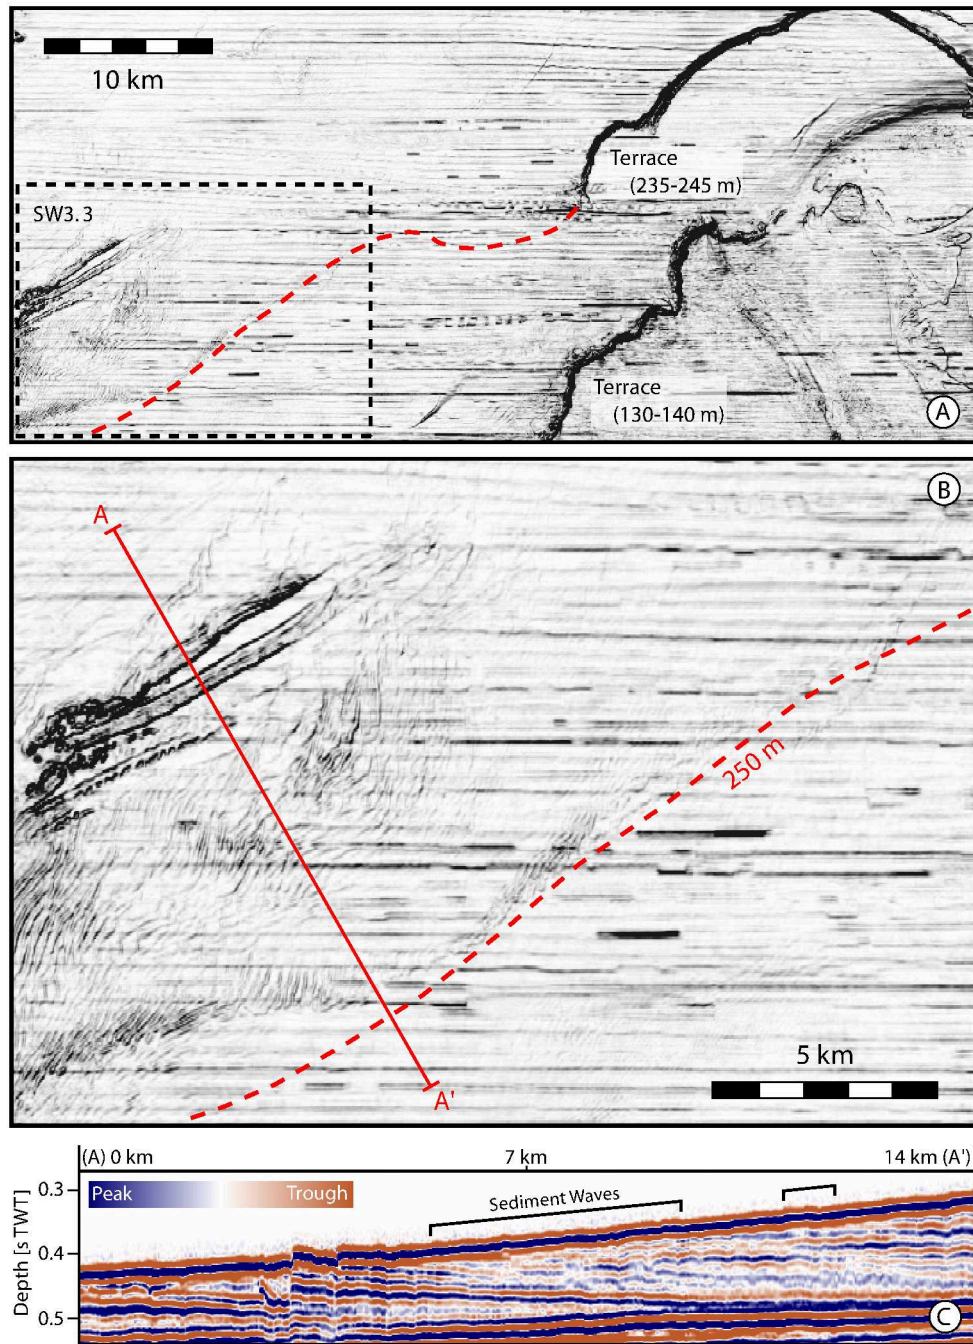 10 km
Terrace
(235-245 m)
SW3.3
Terrace
(130-140 m)
A
B
A
250 m
5 km
A'
(A) 0 km 7 km 14 km (A')
0.3
Peak Trough
Sediment Waves
0.4
Depth [s TWT]
0.5
C